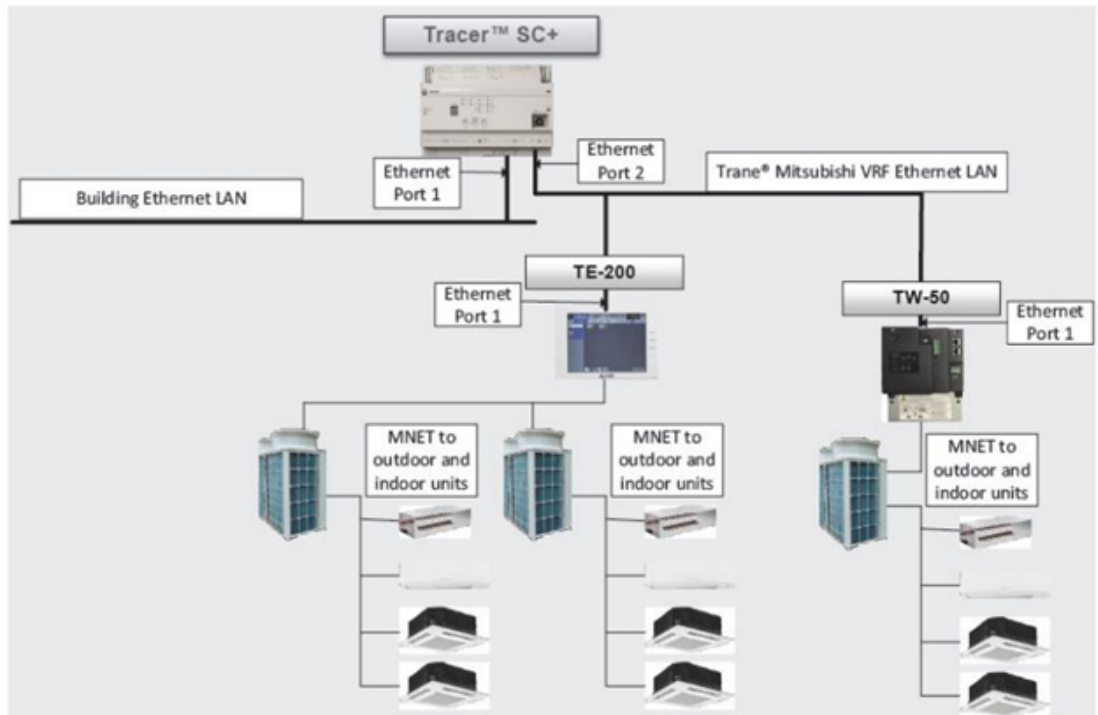 Tracer™ SC+
Ethernet
Port 1
Ethernet
Port 2
Building Ethernet LAN
Trane® Mitsubishi VRF Ethernet LAN
TE-200
Ethernet
Port 1
TW-50
Ethernet
Port 1
MNET to
outdoor and
indoor units
MNET to
outdoor and
indoor units
MNET to
outdoor and
indoor units